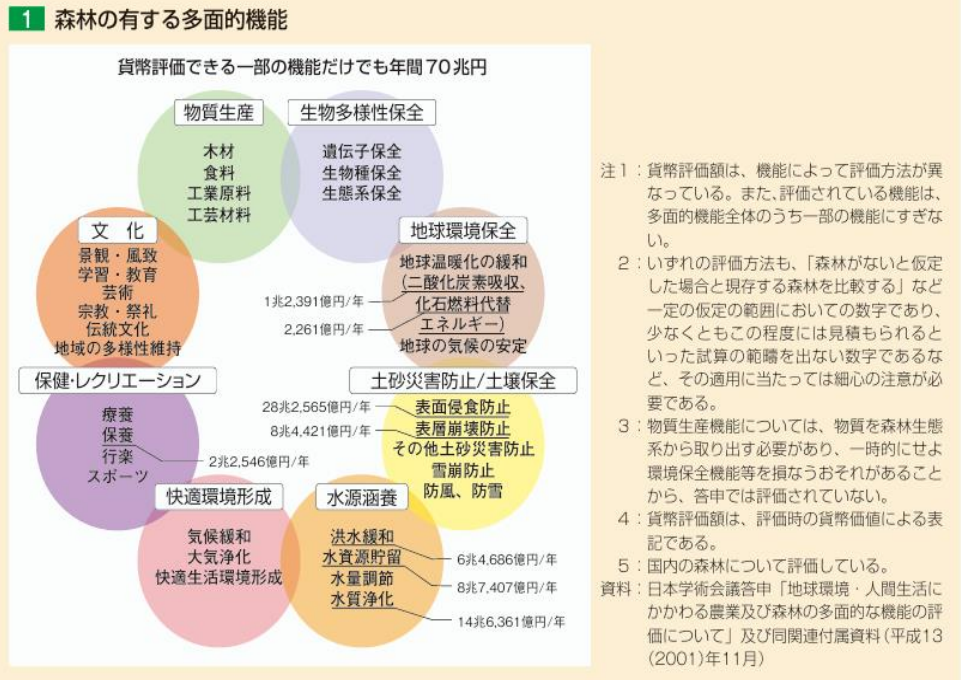 1 森林の有する多面的機能
貨幣評価できる一部の機能だけでも年間70兆円
物質生産
木材
食料
工業原料
工芸材料
生物多様性保全
遺伝子保全
生物種保全
生態系保全
文 化
景観・風致
学習・教育
芸術
宗教・祭礼
伝統文化
地域の多様性維持
地球環境保全
地球温暖化の緩和
(二酸化炭素吸収、
1兆2,391億円/年
化石燃料代替
2,261億円/年
エネルギー)
地球の気候の安定
保健・レクリエーション
療養
保養
行楽
スポーツ
2兆2,546億円/年
土砂災害防止/土壌保全
28兆2,565億円/年
表面侵食防止
8兆4,421億円/年
表層崩壊防止
その他土砂災害防止
雪崩防止
防風、防雪
快適環境形成
気候緩和
大気浄化
快適生活環境形成
水源涵養
洪水緩和
水資源貯留
水量調節
水質浄化
6兆4,686億円/年
8兆7,407億円/年
14兆6,361億円/年
注1:貨幣評価額は、機能によって評価方法が異
なっている。また、評価されている機能は、
多面的機能全体のうち一部の機能にすぎな
い。
2:いずれの評価方法も、「森林がないと仮定
した場合と現存する森林を比較する」など
一定の仮定の範囲においての数字であり、
少なくともこの程度には見積もられると
いった試算の範疇を出ない数字であるな
ど、その適用に当たっては細心の注意が必
要である。
3:物質生産機能については、物質を森林生態
系から取り出す必要があり、一時的にせよ
環境保全機能等を損なうおそれがあること
から、答申では評価されていない。
4:貨幣評価額は、評価時の貨幣価値による表
記である。
5:国内の森林について評価している。
資料:日本学術会議答申「地球環境・人間生活に
かかわる農業及び森林の多面的な機能の評
価について」及び同関連付属資料(平成13
(2001)年11月)